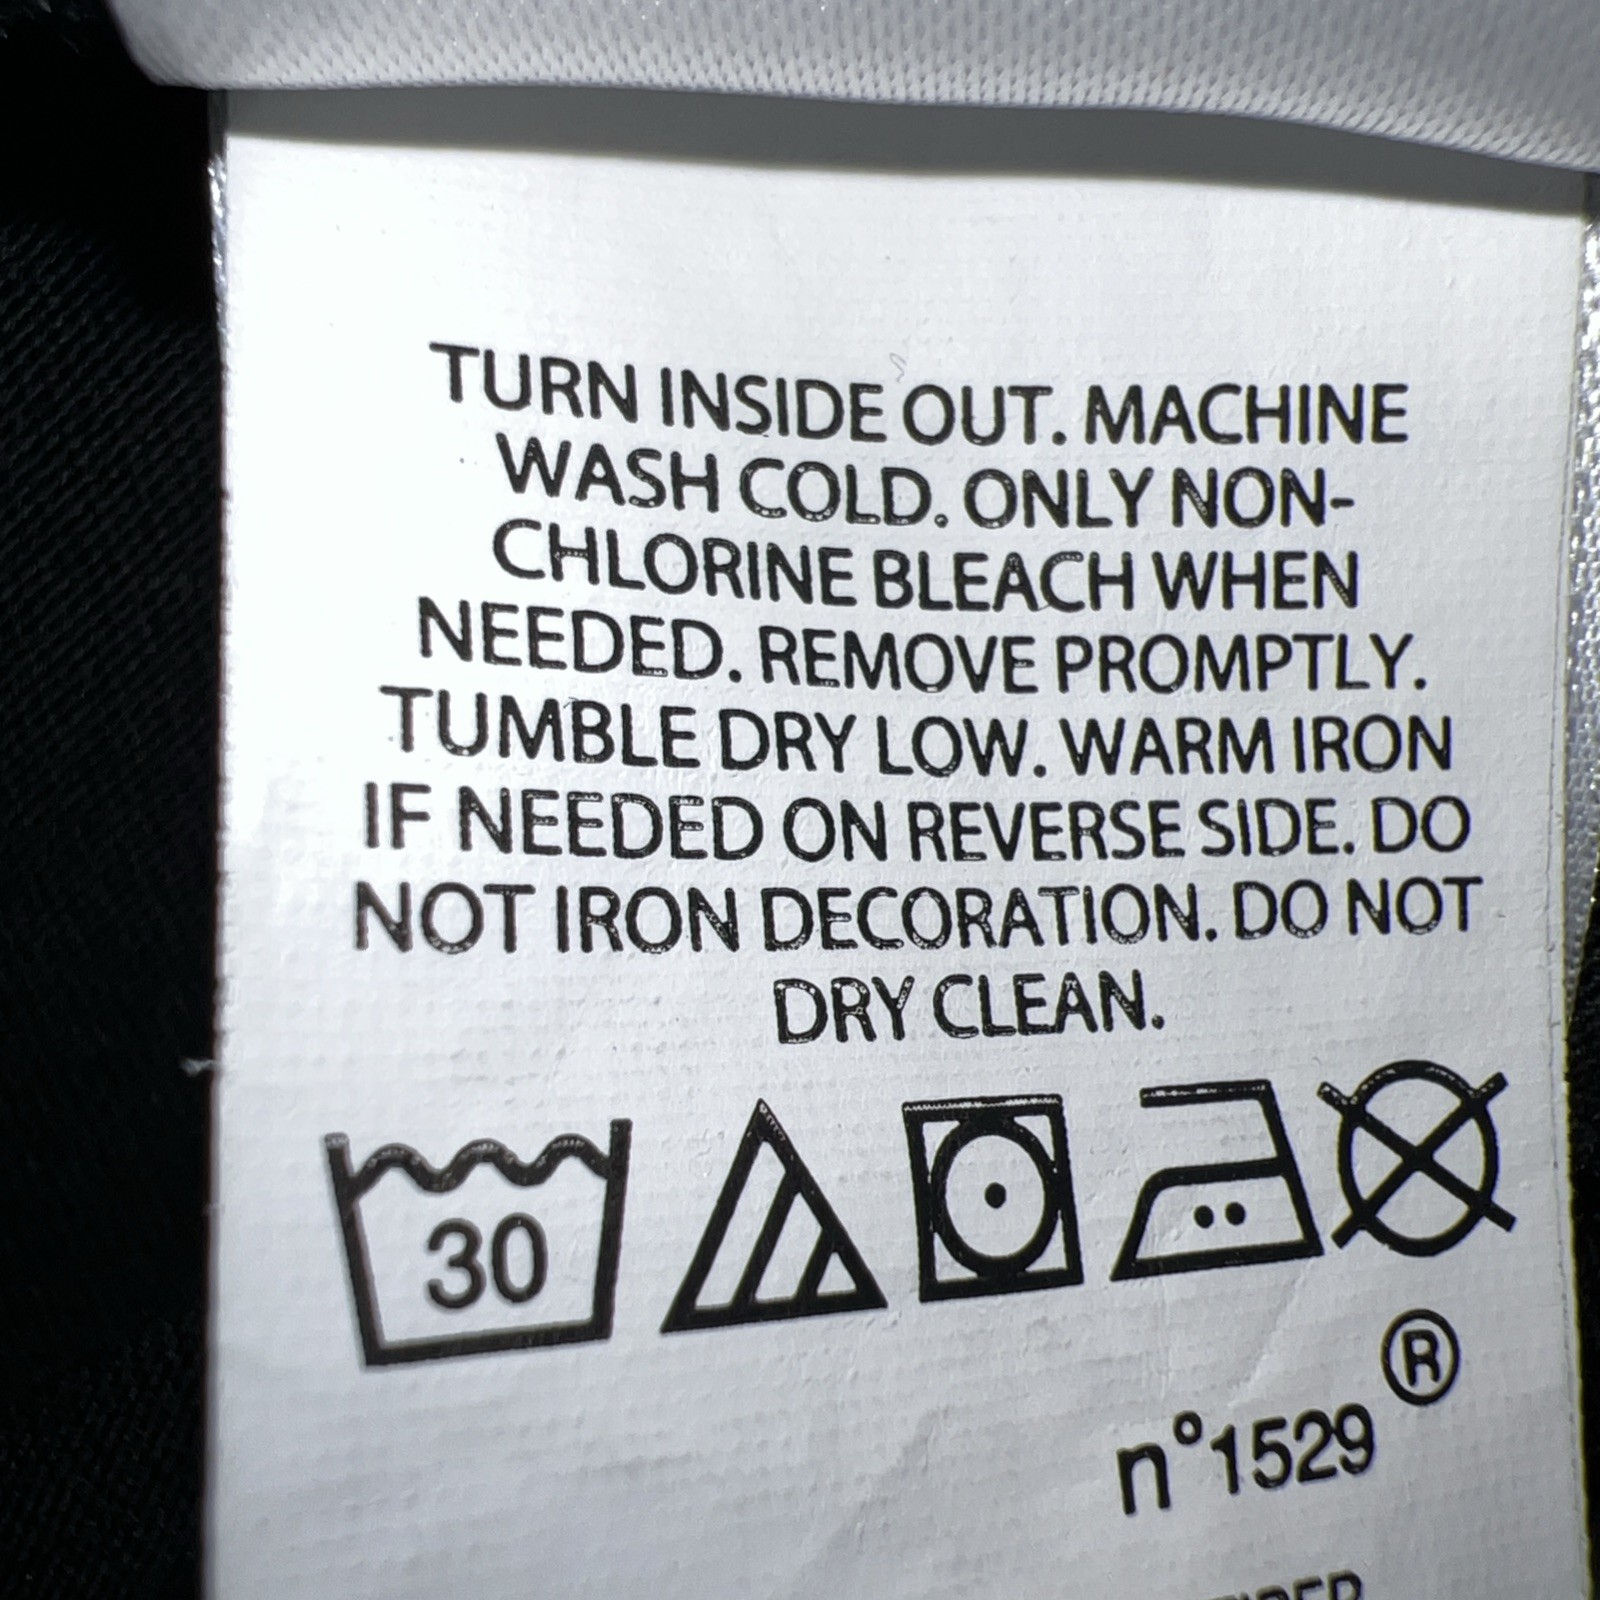 TURN INSIDE OUT. MACHINE
WASH COLD. ONLY NON-
CHLORINE BLEACH WHEN
NEEDED. REMOVE PROMPTLY.
TUMBLE DRY LOW. WARM IRON
IF NEEDED ON REVERSE SIDE. DO
NOT IRON DECORATION. DO NOT
DRY CLEAN.
30
®
n°1529